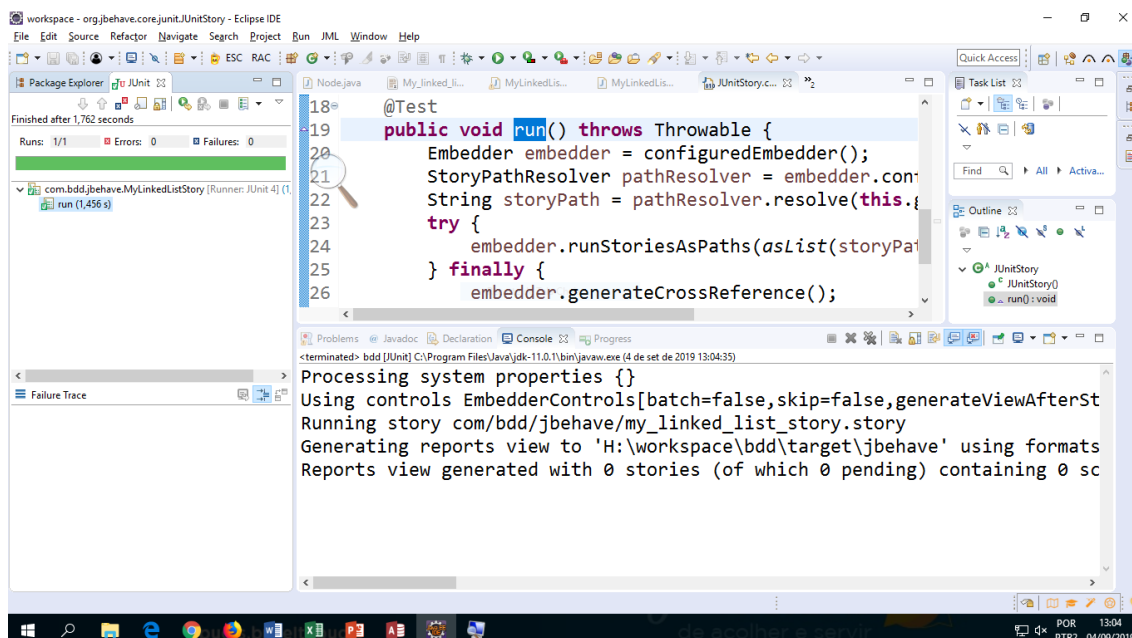 workspace - org.jbehave.core.junit.JUnitStory - Eclipse IDE
File Edit Source Refactor Navigate Search Project Run JML Window Help
ESC RAC
Quick Access
Package Explorer JUnit
Finished after 1,762 seconds
Runs: 1/1 Errors: 0 Failures: 0
com.bdd.jbehave.MyLinkedListStory [Runner: JUnit 4] (1,
run (1,456 s)
Failure Trace
Node.java My_linked_li... MyLinkedLis... MyLinkedLis... JUnitStory.c... 2
18 @Test
19 public void run() throws Throwable {
20 Embedder embedder = configuredEmbedder();
21 StoryPathResolver pathResolver = embedder.con
22 String storyPath = pathResolver.resolve(this.g
23 try {
24 embedder.runStoriesAsPaths(asList(storyPat
25 } finally {
26 embedder.generateCrossReference();
Task List
Find All Activa...
Outline
JUnitStory
JUnitStory()
run() : void
Problems Javadoc Declaration Console Progress
<terminated> bdd [JUnit] C:\Program Files\Java\jdk-11.0.1\bin\javaw.exe (4 de set de 2019 13:04:35)
Processing system properties {}
Using controls EmbedderControls[batch=false,skip=false,generateViewAfterSt
Running story com/bdd/jbehave/my_linked_list_story.story
Generating reports view to 'H:\workspace\bdd\target\jbehave' using formats
Reports view generated with 0 stories (of which 0 pending) containing 0 sc
de acolher e servir
POR 13:04
PTB2 04/09/20